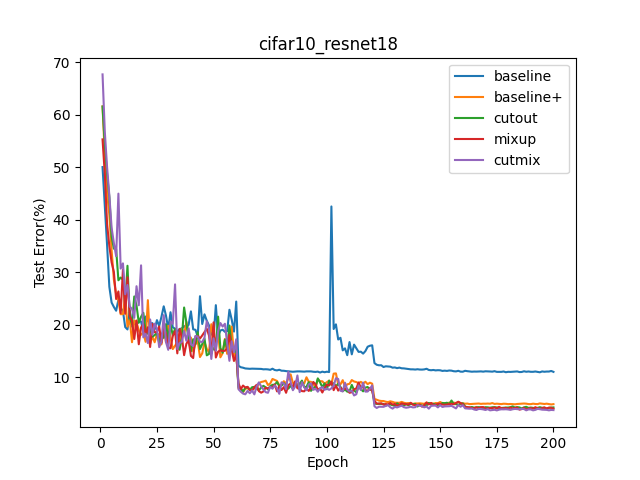 cifar10_resnet18
baseline
baseline+
cutout
mixup
cutmix
Test Error(%)
70
60
50
40
30
20
10
0 25 50 75 100 125 150 175 200
Epoch